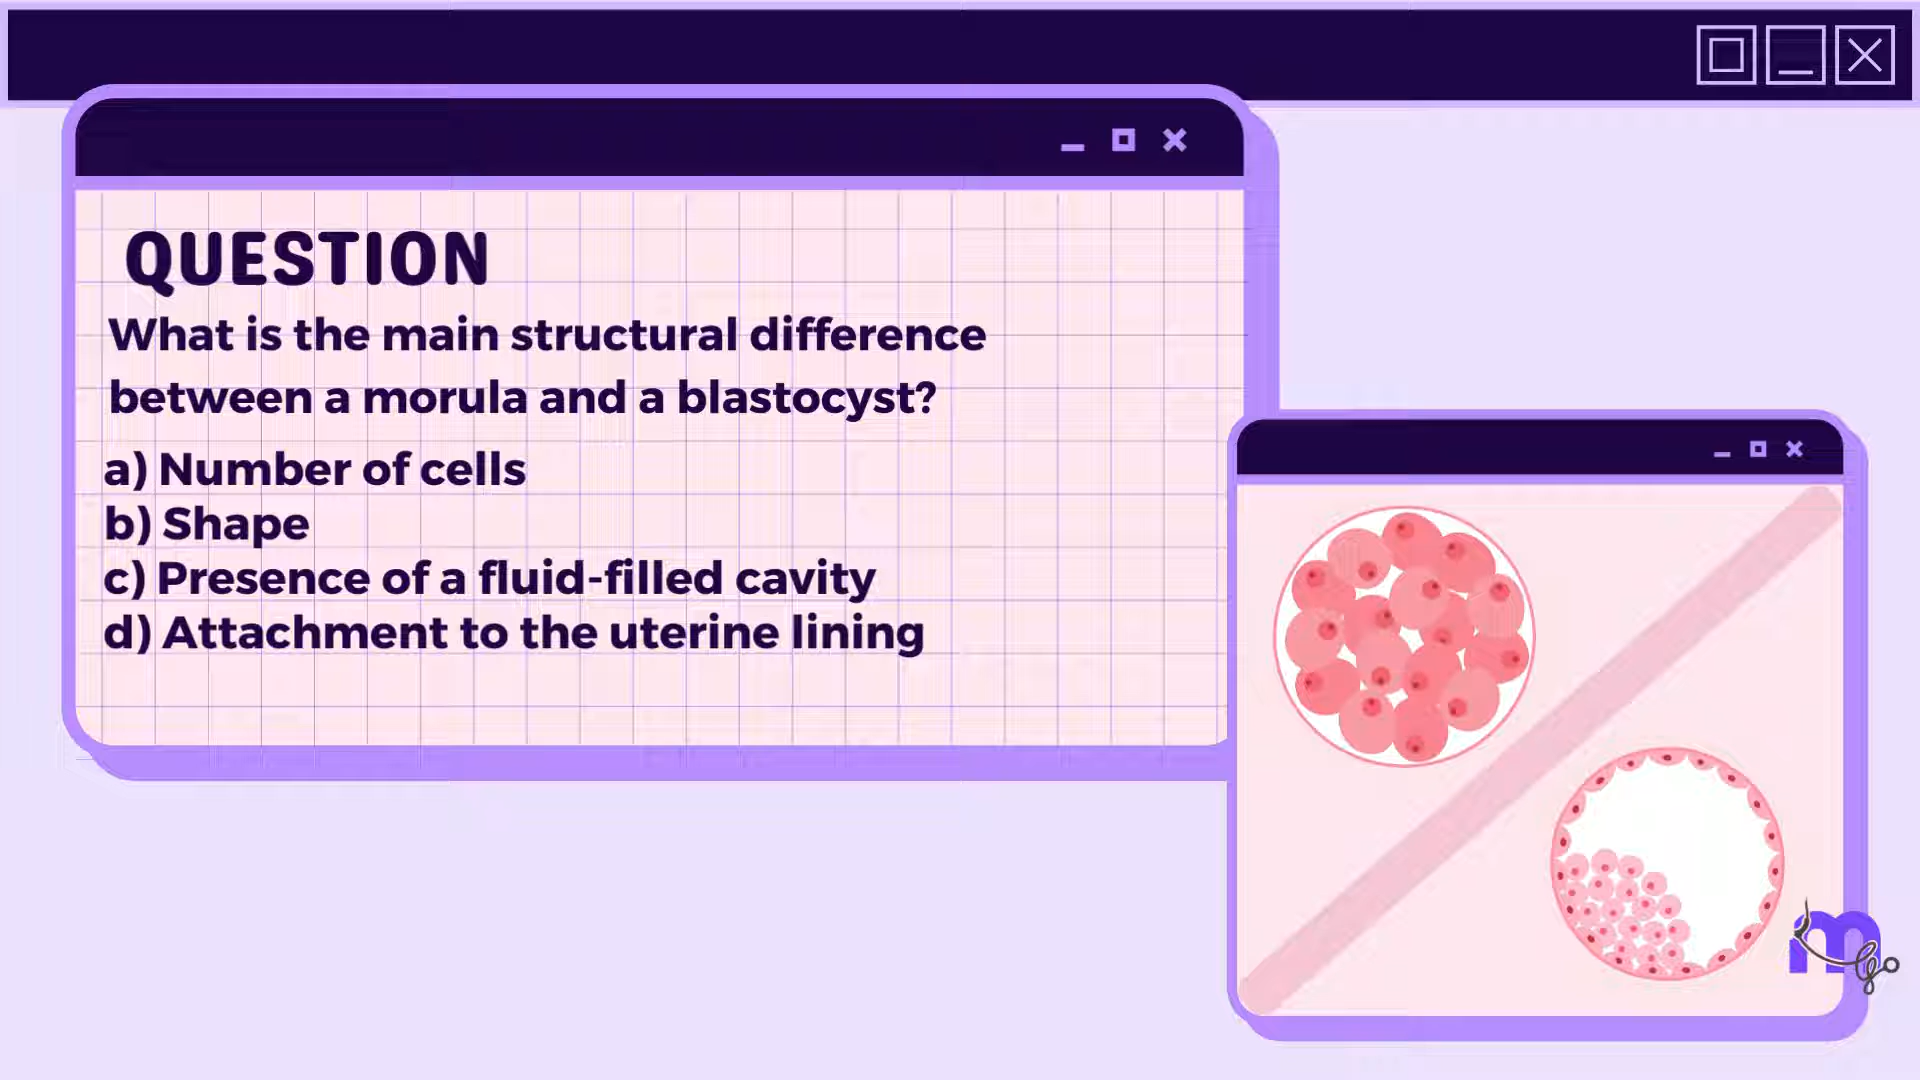 QUESTION
What is the main structural difference
between a morula and a blastocyst?
a) Number of cells
b) Shape
c) Presence of a fluid-filled cavity
d) Attachment to the uterine lining
m
go